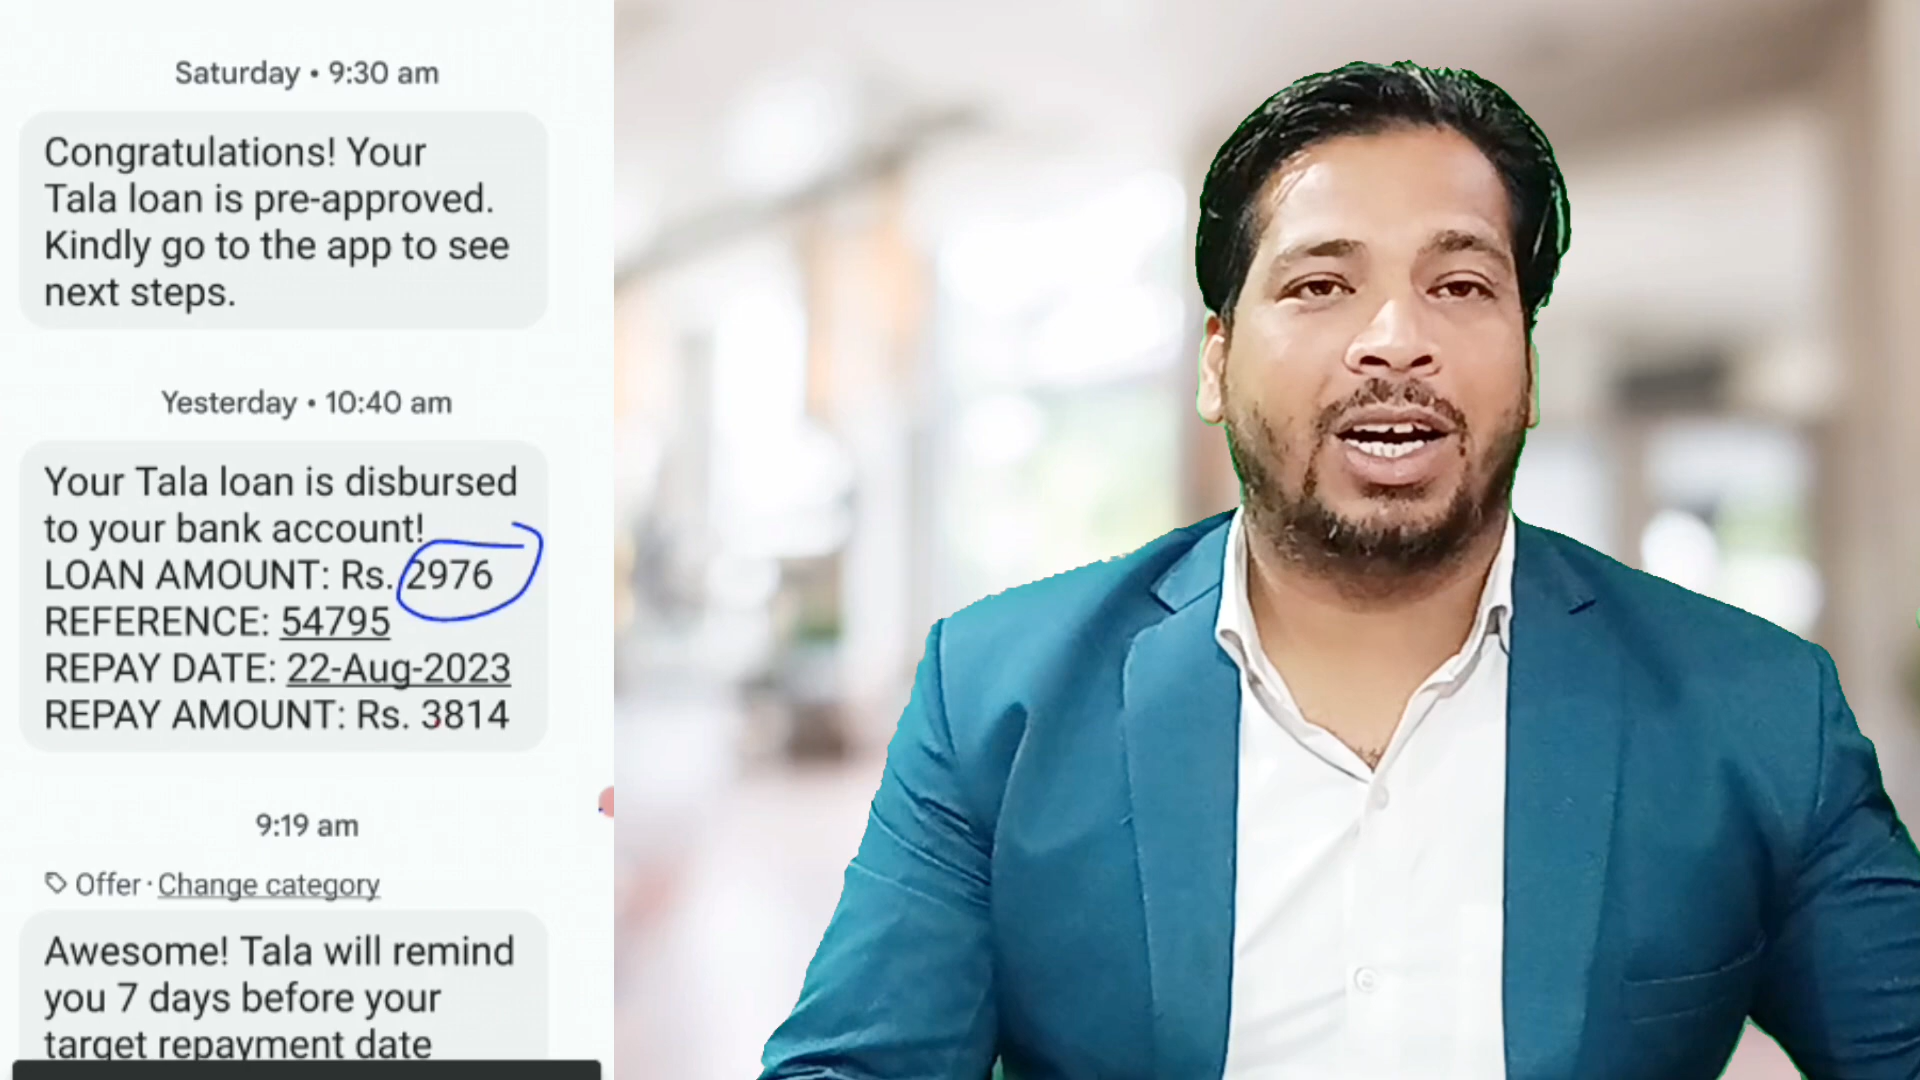 Saturday • 9:30 am
Congratulations! Your
Tala loan is pre-approved.
Kindly go to the app to see
next steps.
Yesterday • 10:40 am
Your Tala loan is disbursed
to your bank account!
LOAN AMOUNT: Rs. 2976
REFERENCE: 54795
REPAY DATE: 22-Aug-2023
REPAY AMOUNT: Rs. 3814
9:19 am
Offer · Change category
Awesome! Tala will remind
you 7 days before your
target repayment date